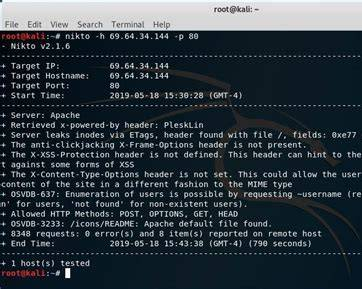 root@kali: ~
File Edit View Search Terminal Help
root@kali:~# nikto -h 69.64.34.144 -p 80
- Nikto v2.1.6
---------------------------------------------------------------------------
+ Target IP: 69.64.34.144
+ Target Hostname: 69.64.34.144
+ Target Port: 80
+ Start Time: 2019-05-18 15:30:28 (GMT-4)
---------------------------------------------------------------------------
+ Server: Apache
+ Retrieved x-powered-by header: PleskLin
+ Server leaks inodes via ETags, header found with file /, fields: 0xe77
+ The anti-clickjacking X-Frame-Options header is not present.
+ The X-XSS-Protection header is not defined. This header can hint to the
t against some forms of XSS
+ The X-Content-Type-Options header is not set. This could allow the user
content of the site in a different fashion to the MIME type
+ OSVDB-637: Enumeration of users is possible by requesting ~username (re
n' for users, 'not found' for non-existent users).
+ Allowed HTTP Methods: POST, OPTIONS, GET, HEAD
+ OSVDB-3233: /icons/README: Apache default file found.
+ 8348 requests: 0 error(s) and 8 item(s) reported on remote host
+ End Time: 2019-05-18 15:43:38 (GMT-4) (790 seconds)
---------------------------------------------------------------------------
+ 1 host(s) tested
root@kali:~#